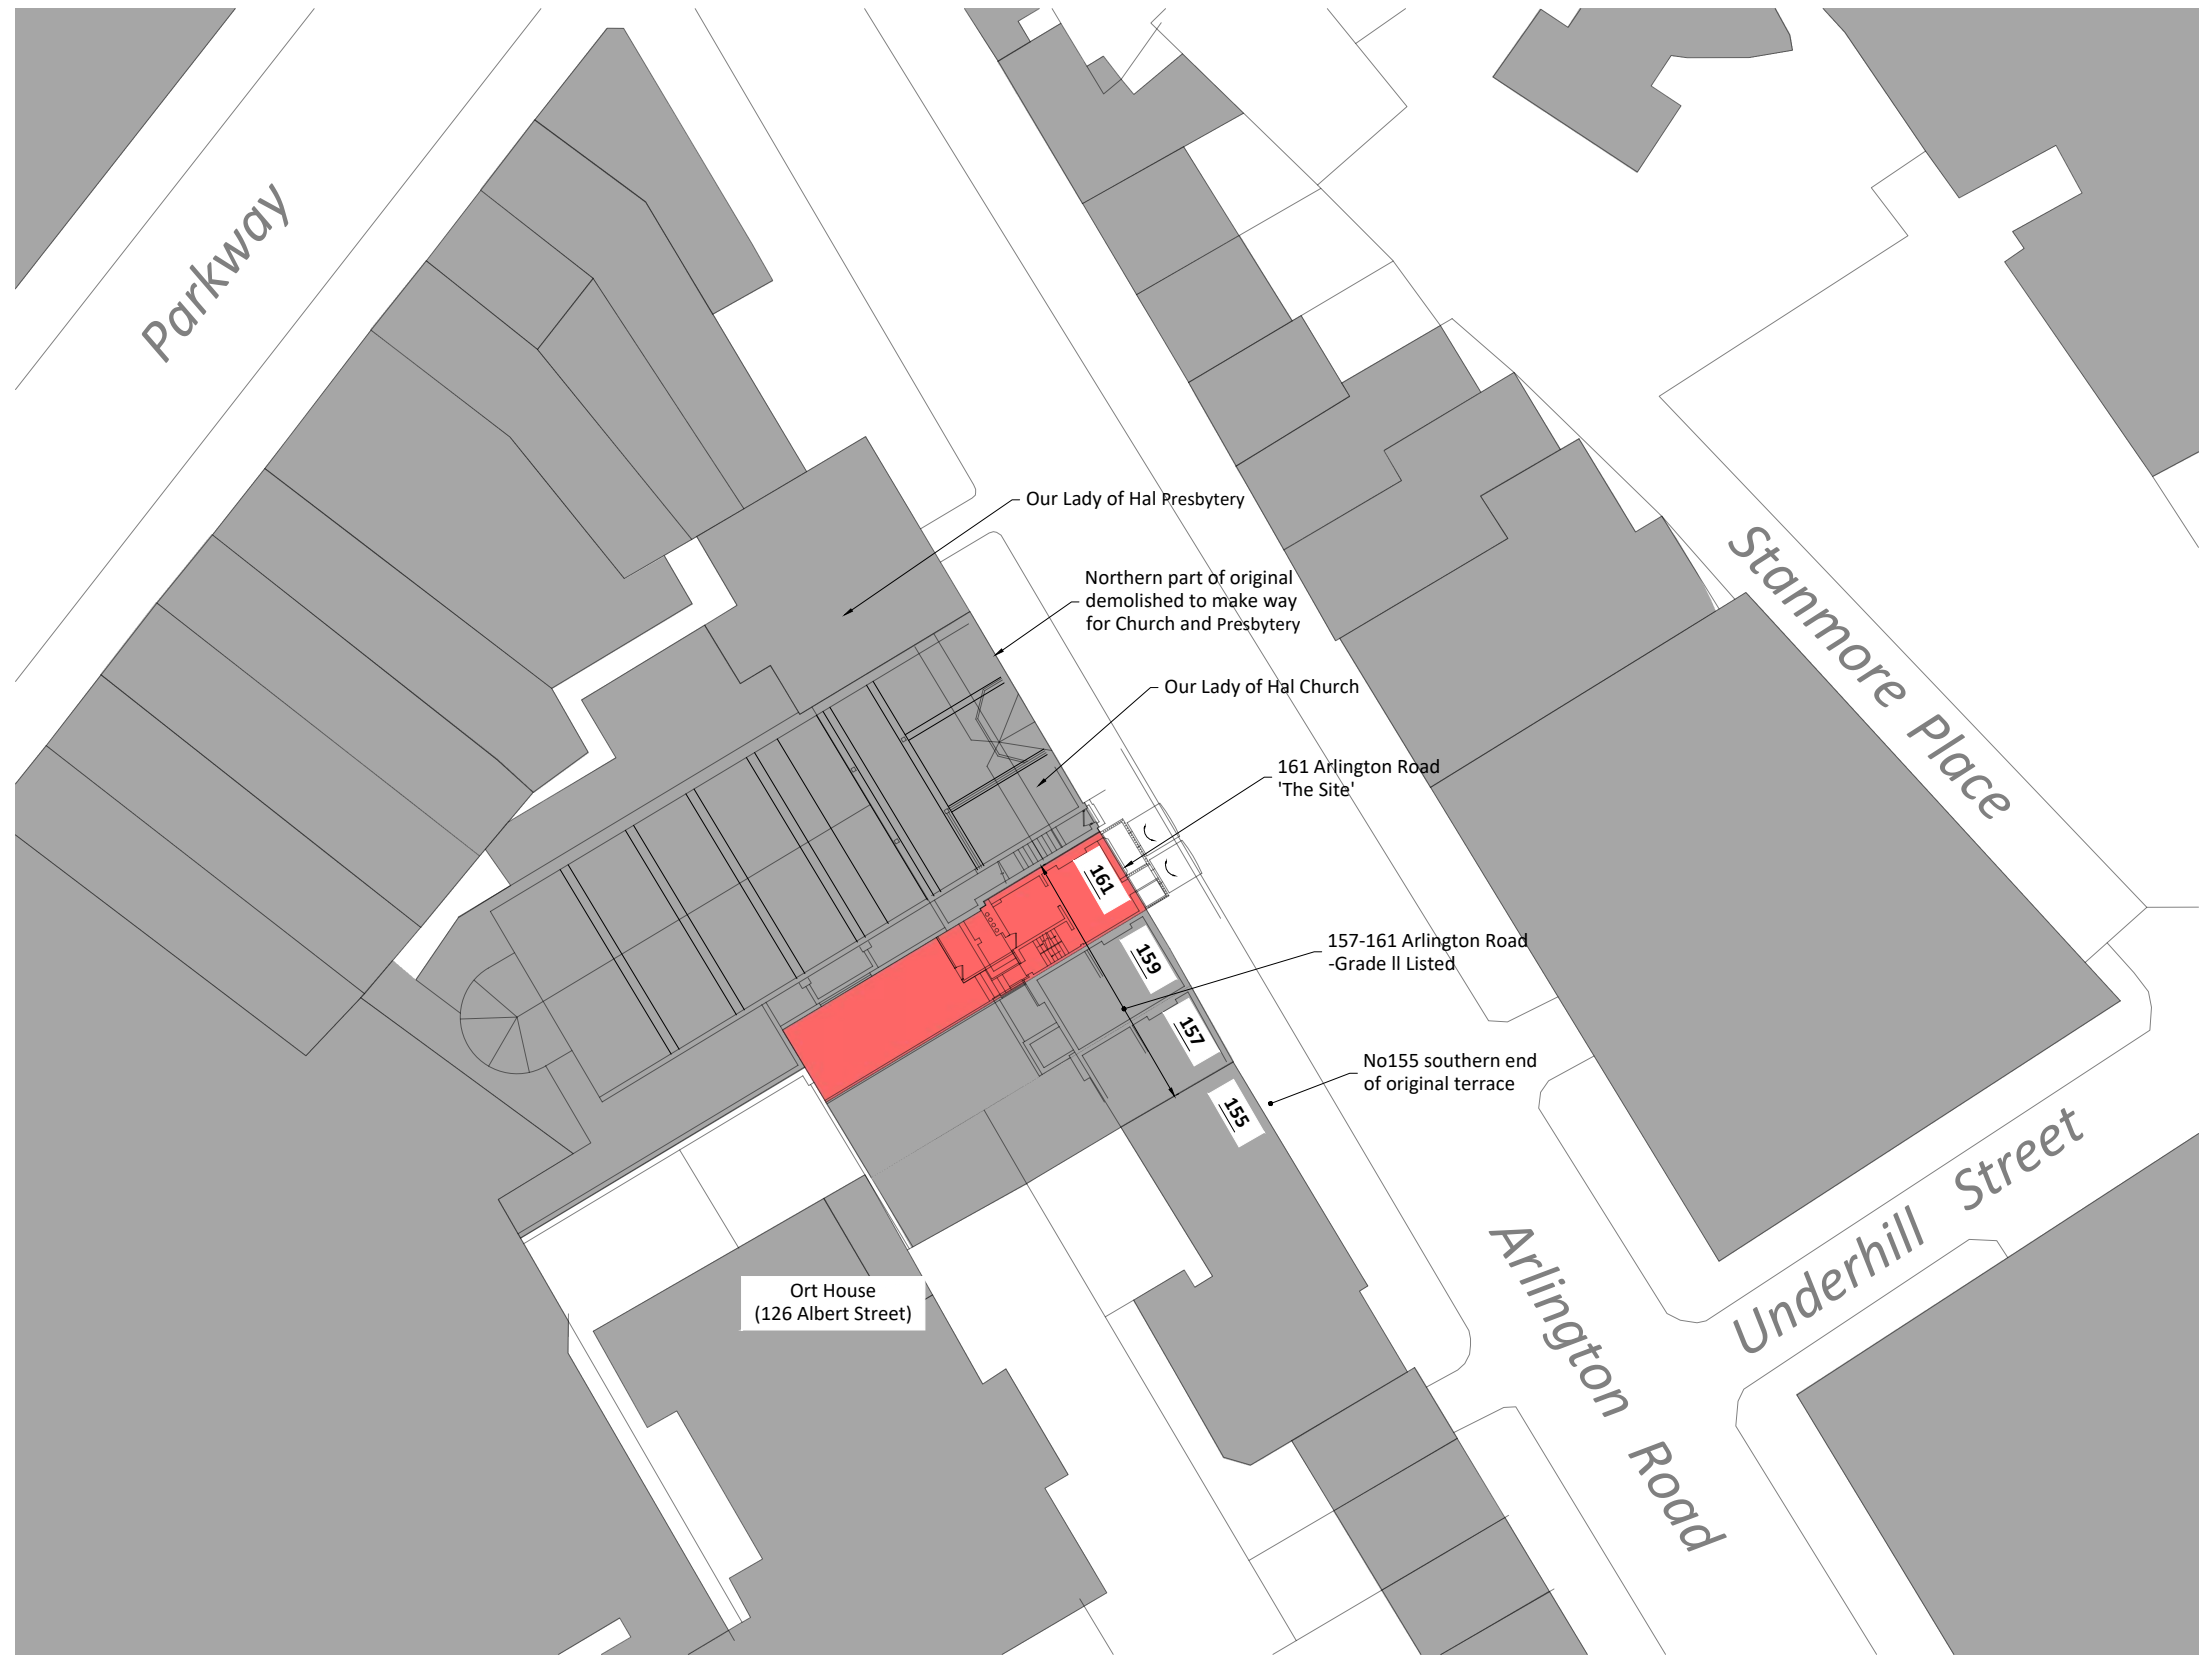 Parkway
Our Lady of Hal Presbytery
Northern part of original
demolished to make way
for Church and Presbytery
Our Lady of Hal Church
161 Arlington Road
'The Site'
161
159
157
155
157-161 Arlington Road
-Grade ll Listed
No155 southern end
of original terrace
Stanmore Place
Underhill Street
Arlington Road
Ort House
(126 Albert Street)